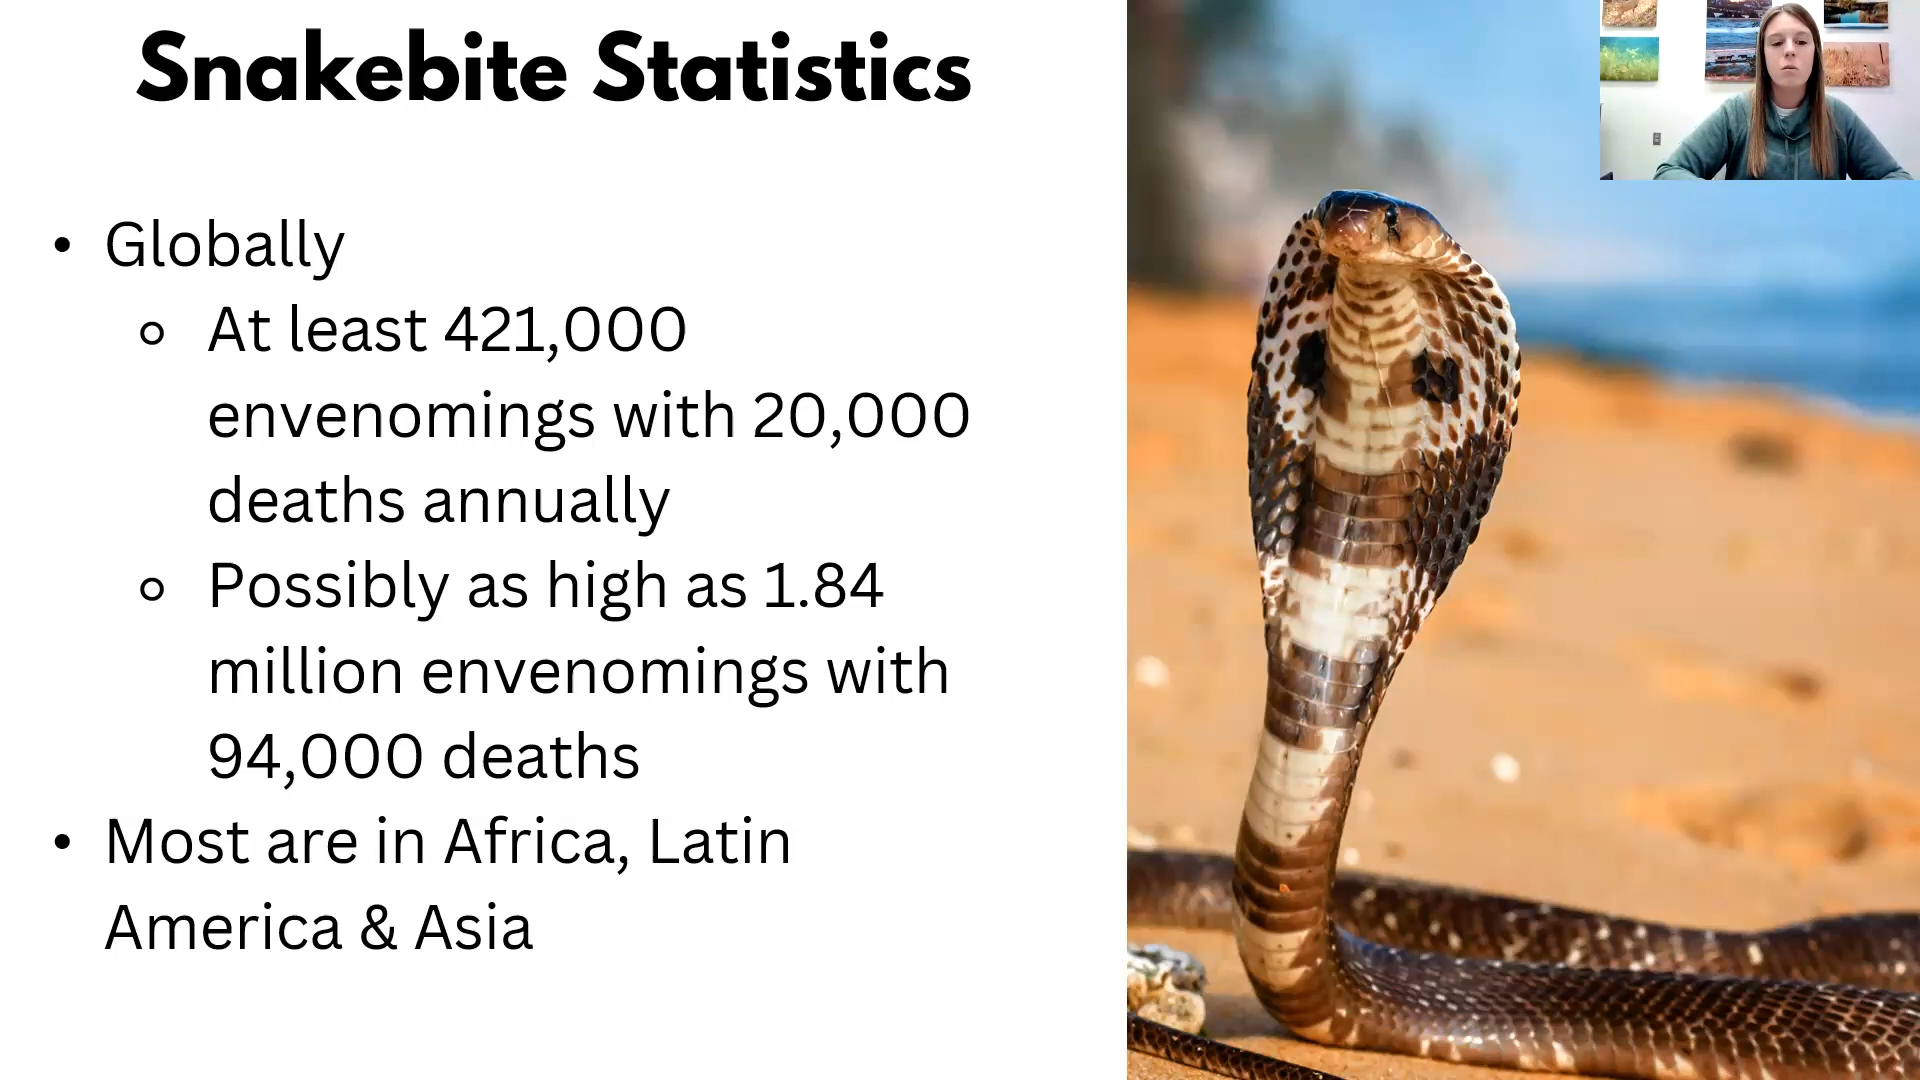 Snakebite Statistics
• Globally
o At least 421,000
envenomings with 20,000
deaths annually
o Possibly as high as 1.84
million envenomings with
94,000 deaths
• Most are in Africa, Latin
America & Asia